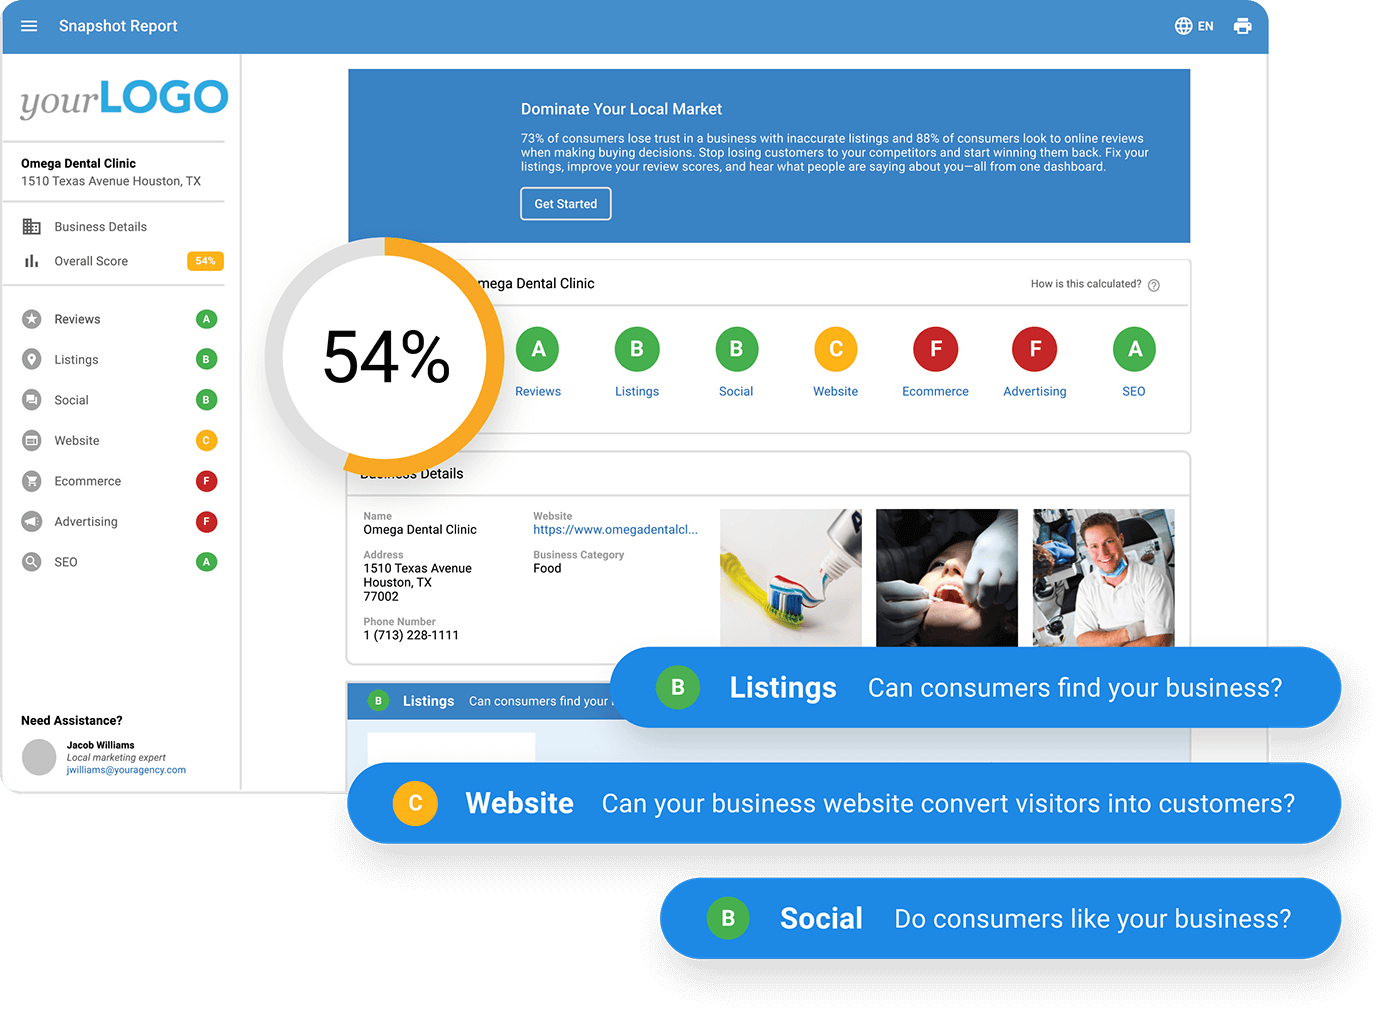 Snapshot Report
EN
yourLOGO
Omega Dental Clinic
1510 Texas Avenue Houston, TX
Business Details
Overall Score 54%
Reviews A
Listings B
Social B
Website C
Ecommerce F
Advertising F
SEO A
Need Assistance?
Jacob Williams
Local marketing expert
jwilliams@youragency.com
Dominate Your Local Market
73% of consumers lose trust in a business with inaccurate listings and 88% of consumers look to online reviews
when making buying decisions. Stop losing customers to your competitors and start winning them back. Fix your
listings, improve your review scores, and hear what people are saying about you—all from one dashboard.
Get Started
54%
mega Dental Clinic
How is this calculated? ?
A B B C F F A
Reviews Listings Social Website Ecommerce Advertising SEO
Business Details
Name
Omega Dental Clinic
Address
1510 Texas Avenue
Houston, TX
77002
Phone Number
1 (713) 228-1111
Website
https://www.omegadentalcl...
Business Category
Food
B Listings Can consumers find your
B Listings Can consumers find your business?
C Website Can your business website convert visitors into customers?
B Social Do consumers like your business?